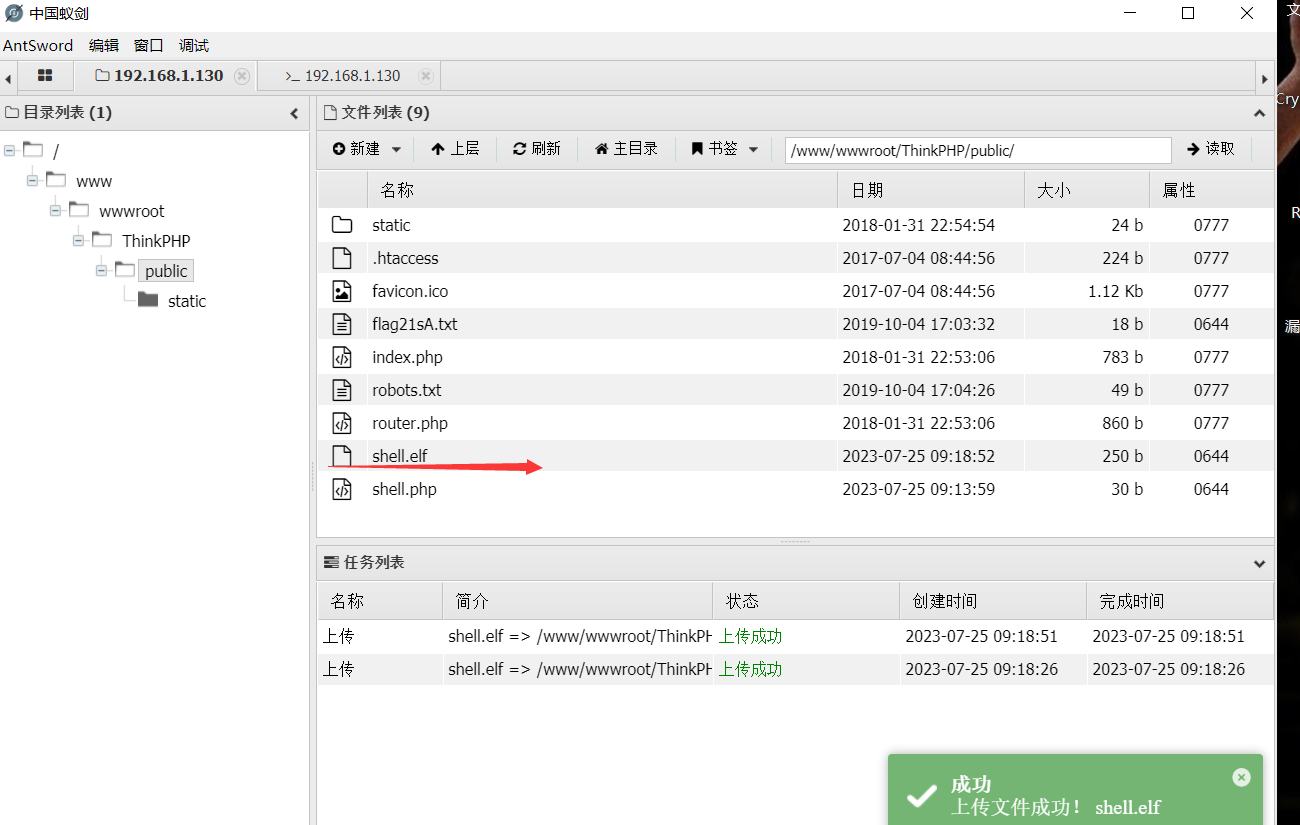 中国蚁剑
AntSword 编辑 窗口 调试
192.168.1.130 >_ 192.168.1.130
目录列表 (1)
/
www
wwwroot
ThinkPHP
public
static
文件列表 (9)
新建 上层 刷新 主目录 书签 /www/wwwroot/ThinkPHP/public/ 读取
名称 日期 大小 属性
static 2018-01-31 22:54:54 24 b 0777
.htaccess 2017-07-04 08:44:56 224 b 0777
favicon.ico 2017-07-04 08:44:56 1.12 Kb 0777
flag21sA.txt 2019-10-04 17:03:32 18 b 0644
index.php 2018-01-31 22:53:06 783 b 0777
robots.txt 2019-10-04 17:04:26 49 b 0777
router.php 2018-01-31 22:53:06 860 b 0777
shell.elf 2023-07-25 09:18:52 250 b 0644
shell.php 2023-07-25 09:13:59 30 b 0644
任务列表
名称 简介 状态 创建时间 完成时间
上传 shell.elf => /www/wwwroot/ThinkPH 上传成功 2023-07-25 09:18:51 2023-07-25 09:18:51
上传 shell.elf => /www/wwwroot/ThinkPH 上传成功 2023-07-25 09:18:26 2023-07-25 09:18:26
成功
上传文件成功！ shell.elf
文
Cry
R
漏